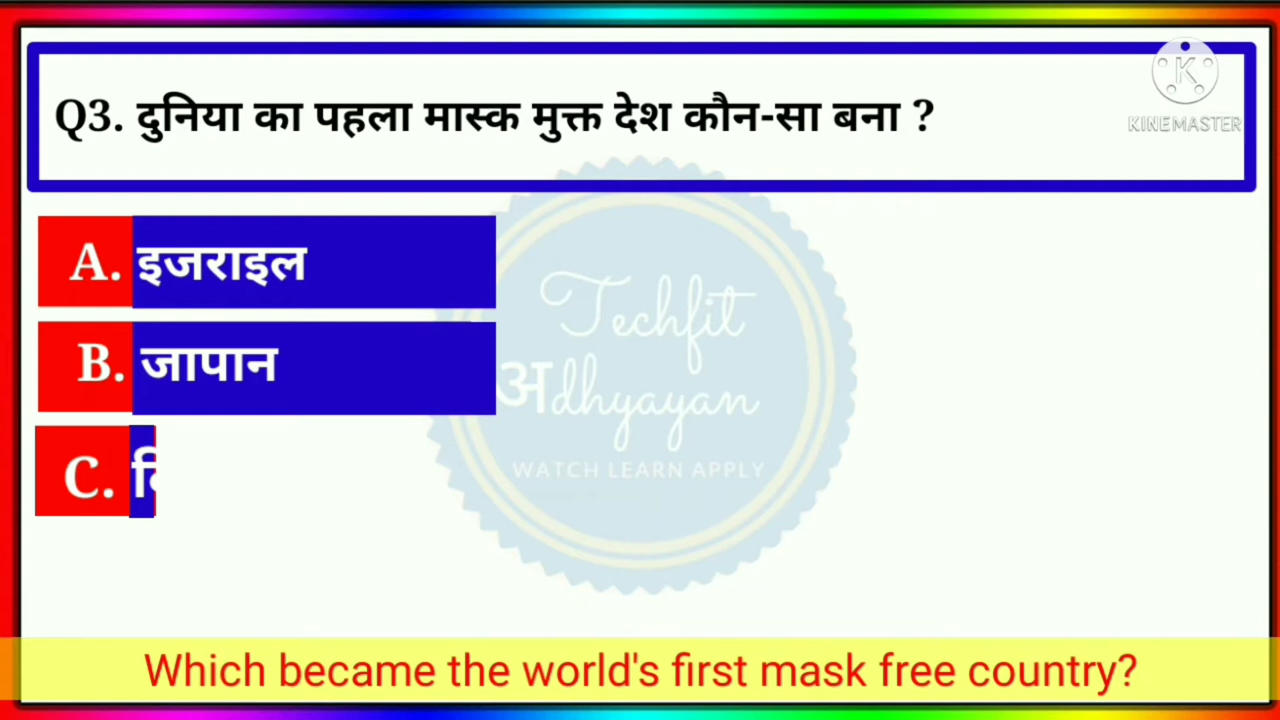 Q3. दुनिया का पहला मास्क मुक्त देश कौन-सा बना ?
KINEMASTER
A. इजराइल
B. जापान
C.
Techfit
अdhyayan
WATCH LEARN APPLY
Which became the world's first mask free country?